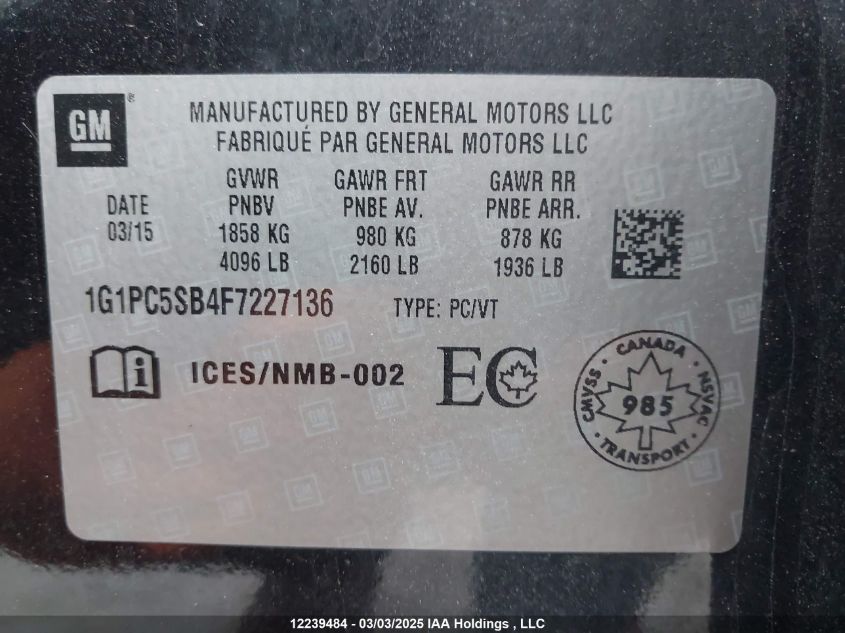 GM®
MANUFACTURED BY GENERAL MOTORS LLC
FABRIQUÉ PAR GENERAL MOTORS LLC
GVWR GAWR FRT GAWR RR
DATE PNBV PNBE AV. PNBE ARR.
03/15 1858 KG 980 KG 878 KG
4096 LB 2160 LB 1936 LB
1G1PC5SB4F7227136 TYPE: PC/VT
i ICES/NMB-002 EC
CANADA
CMVSS 985 NSVAC
TRANSPORT
12239484 - 03/03/2025 IAA Holdings , LLC